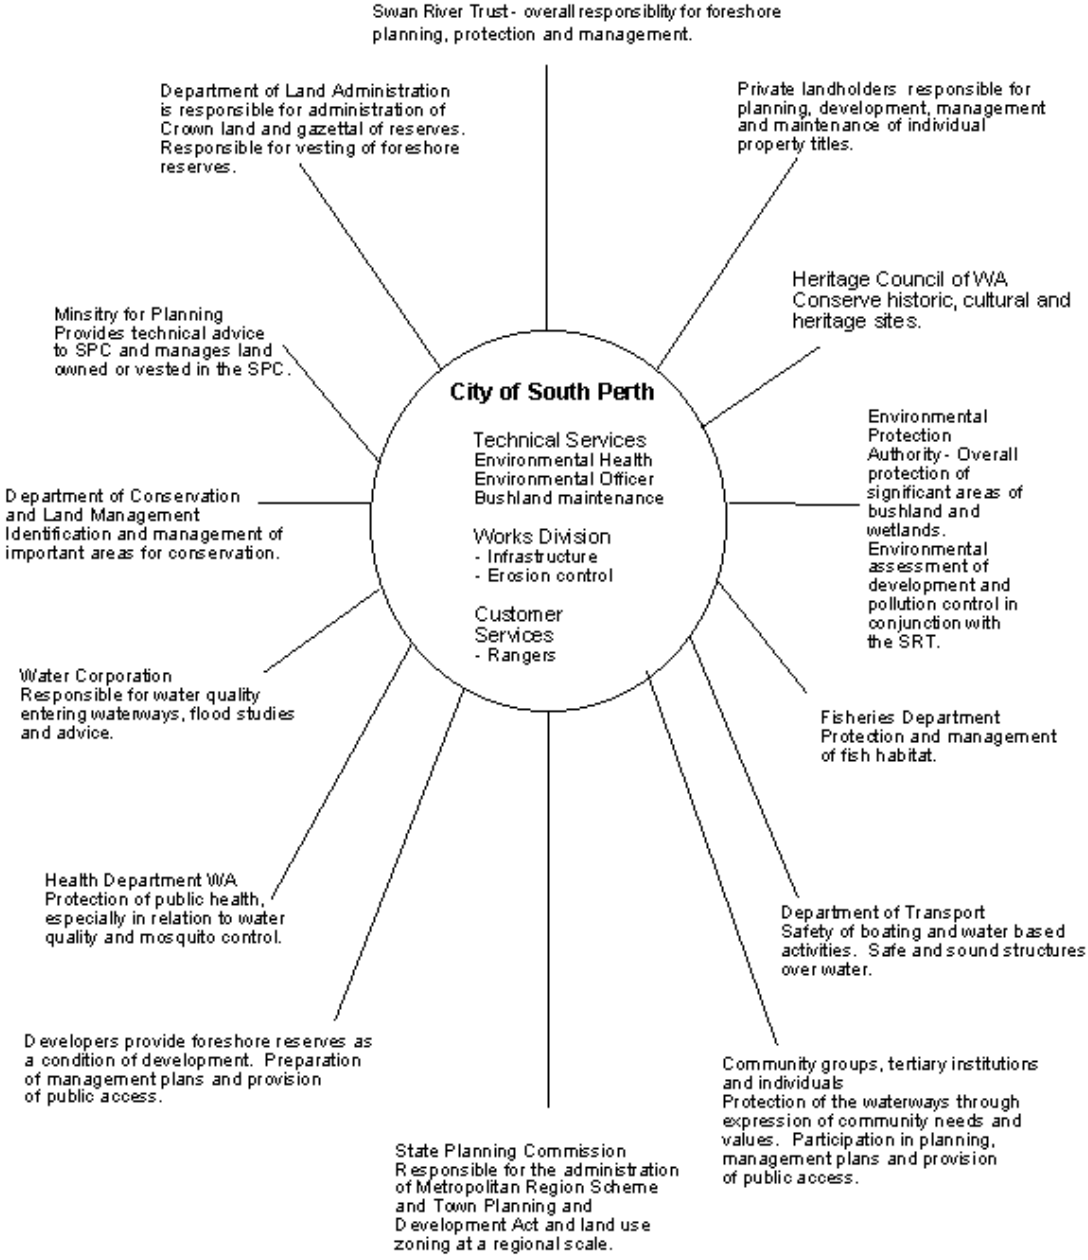 Swan River Trust - overall responsiblity for foreshore
planning, protection and management.
Department of Land Administration
is responsible for administration of
Crown land and gazettal of reserves.
Responsible for vesting of foreshore
reserves.
Private landholders responsible for
planning, development, management
and maintenance of individual
property titles.
Heritage Council of WA
Conserve historic, cultural and
heritage sites.
Minsitry for Planning
Provides technical advice
to SPC and manages land
owned or vested in the SPC.
City of South Perth
Technical Services
Environmental Health
Environmental Officer
Bushland maintenance
Works Division
- Infrastructure
- Erosion control
Customer
Services
- Rangers
Environmental
Protection
Authority - Overall
protection of
significant areas of
bushland and
wetlands.
Environmental
assessment of
development and
pollution control in
conjunction with
the SRT.
Department of Conservation
and Land Management
Identification and management of
important areas for conservation.
Water Corporation
Responsible for water quality
entering waterways, flood studies
and advice.
Fisheries Department
Protection and management
of fish habitat.
Health Department WA
Protection of public health,
especially in relation to water
quality and mosquito control.
Department of Transport
Safety of boating and water based
activities. Safe and sound structures
over water.
Developers provide foreshore reserves as
a condition of development. Preparation
of management plans and provision
of public access.
Community groups, tertiary institutions
and individuals
Protection of the waterways through
expression of community needs and
values. Participation in planning,
management plans and provision
of public access.
State Planning Commission
Responsible for the administration
of Metropolitan Region Scheme
and Town Planning and
Development Act and land use
zoning at a regional scale.